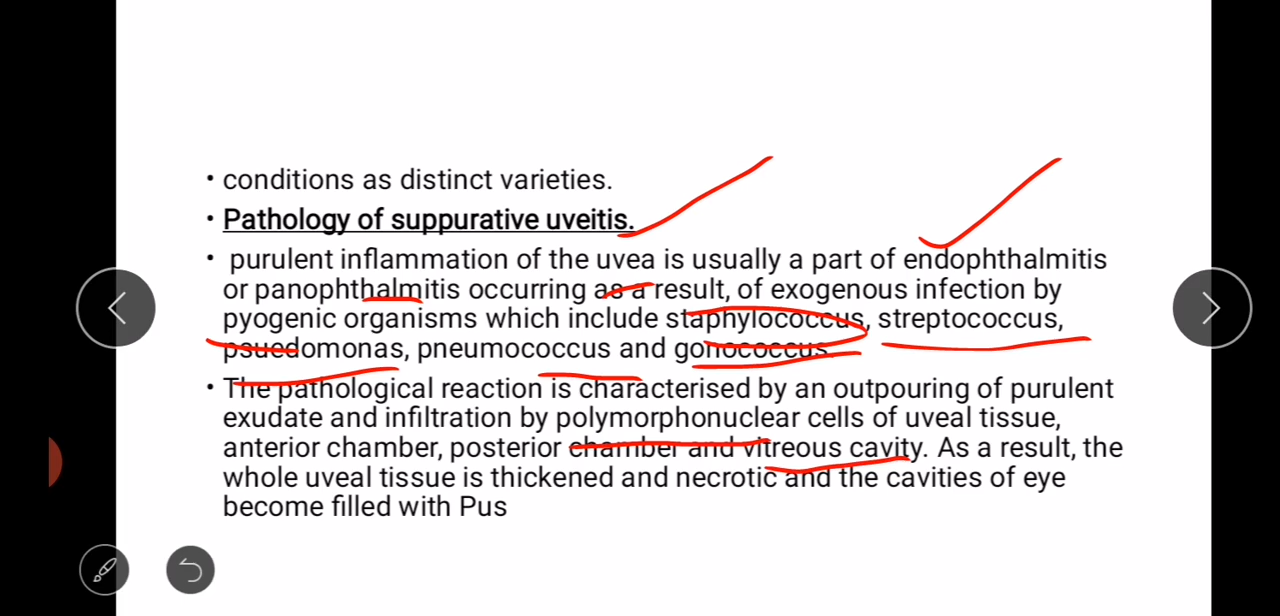 • conditions as distinct varieties.
• Pathology of suppurative uveitis.
• purulent inflammation of the uvea is usually a part of endophthalmitis
or panophthalmitis occurring as a result, of exogenous infection by
pyogenic organisms which include staphylococcus, streptococcus,
psuedomonas, pneumococcus and gonococcus.
• The pathological reaction is characterised by an outpouring of purulent
exudate and infiltration by polymorphonuclear cells of uveal tissue,
anterior chamber, posterior chamber and vitreous cavity. As a result, the
whole uveal tissue is thickened and necrotic and the cavities of eye
become filled with Pus